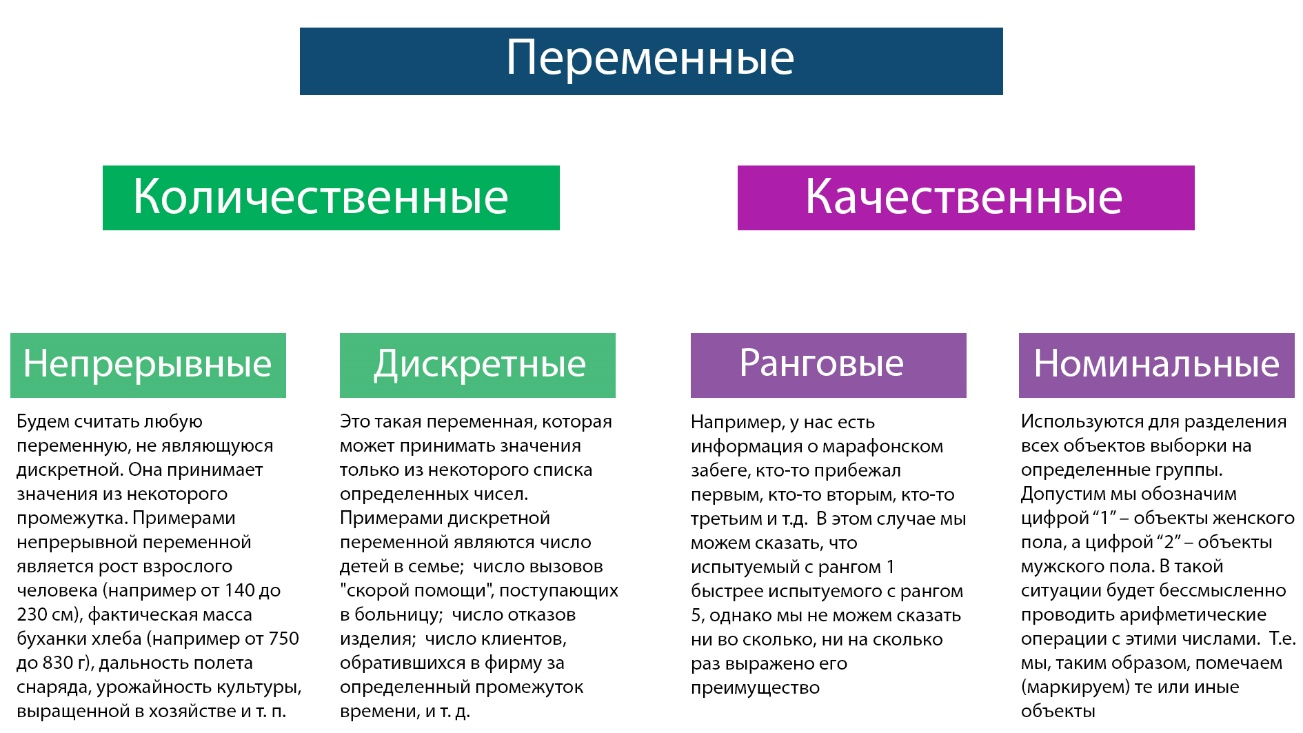 Переменные
Количественные
Качественные
Непрерывные
Будем считать любую
переменную, не являющуюся
дискретной. Она принимает
значения из некоторого
промежутка. Примерами
непрерывной переменной
является рост взрослого
человека (например от 140 до
230 см), фактическая масса
буханки хлеба (например от 750
до 830 г), дальность полета
снаряда, урожайность культуры,
выращенной в хозяйстве и т. п.
Дискретные
Это такая переменная, которая
может принимать значения
только из некоторого списка
определенных чисел.
Примерами дискретной
переменной являются число
детей в семье;  число вызовов
"скорой помощи", поступающих
в больницу;  число отказов
изделия;  число клиентов,
обратившихся в фирму за
определенный промежуток
времени, и т. д.
Ранговые
Например, у нас есть
информация о марафонском
забеге, кто-то прибежал
первым, кто-то вторым, кто-то
третьим и т.д.  В этом случае мы
можем сказать, что
испытуемый с рангом 1
быстрее испытуемого с рангом
5, однако мы не можем сказать
ни во сколько, ни на сколько
раз выражено его
преимущество
Номинальные
Используются для разделения
всех объектов выборки на
определенные группы.
Допустим мы обозначим
цифрой “1” – объекты женского
пола, а цифрой “2” – объекты
мужского пола. В такой
ситуации будет бессмысленно
проводить арифметические
операции с этими числами.  Т.е.
мы, таким образом, помечаем
(маркируем) те или иные
объекты